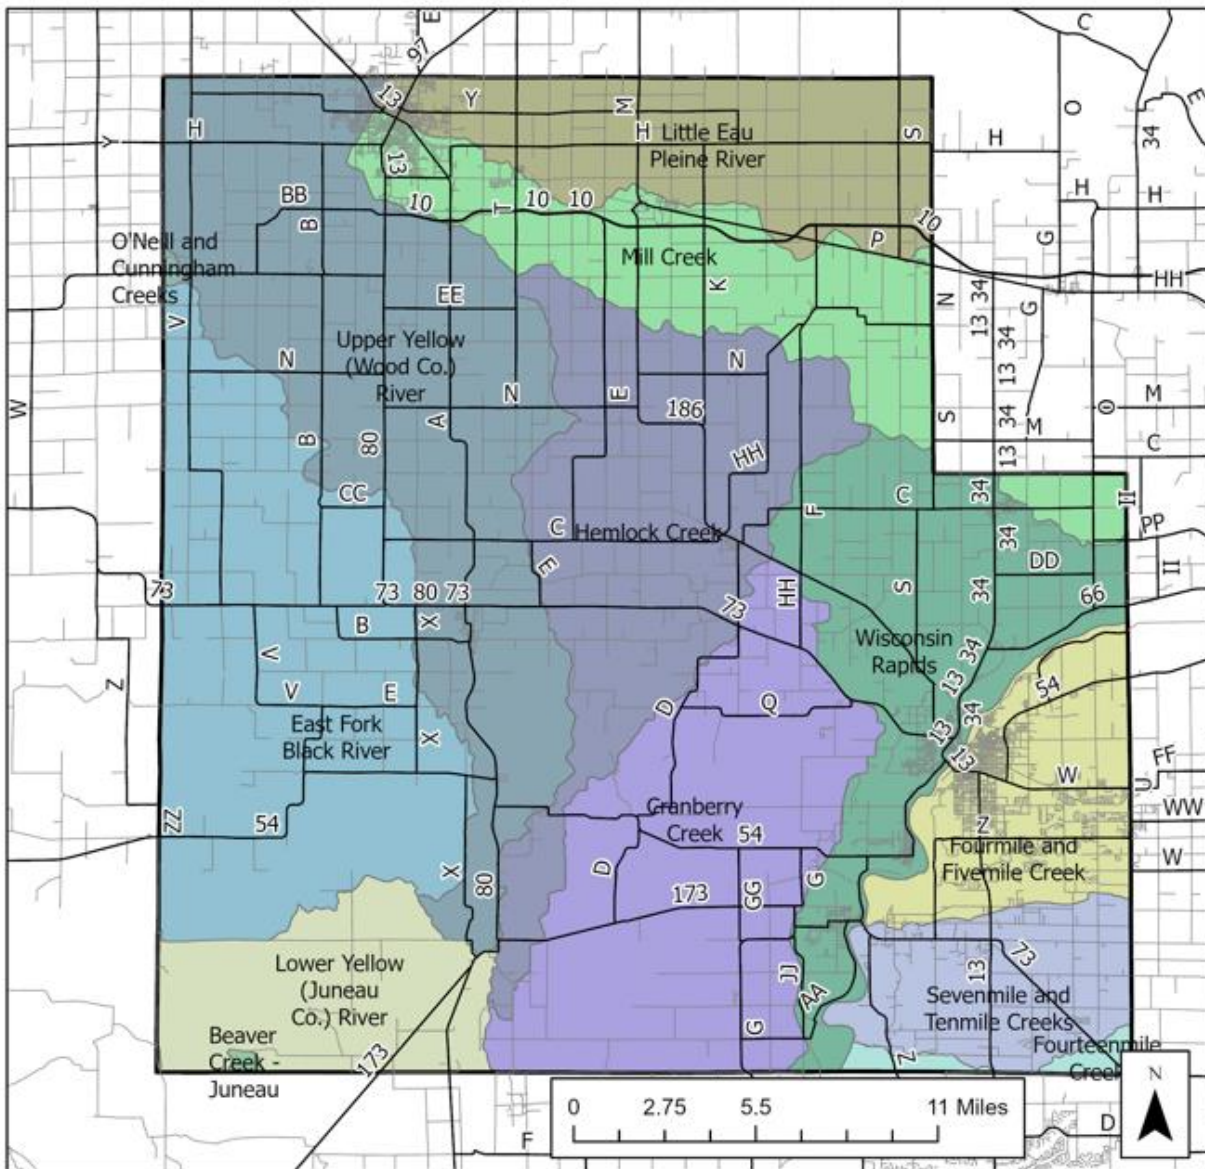 E
C
97
13
Y
M
O
E
H
Y
H
Little Eau
Pleine River
S
H
34
13
BB
10
T
10
10
H
H
B
10
P
G
O'Neill and
Cunningham
Creeks
Mill Creek
HH
K
EE
V
N
34
13
G
34
Upper Yellow
(Wood Co.)
River
N
N
13
W
N
E
186
A
S
34
M
M
O
B
80
HH
13
C
CC
C
F
C
34
II
Hemlock Creek
34
PP
E
DD
II
73
73
80
73
HH
S
34
66
B
X
73
Wisconsin
Rapids
V
34
Z
V
E
13
54
East Fork
Black River
X
D
Q
34
13
13
W
FF
U
ZZ
54
Cranberry
Creek
54
Z
WW
Fourmile and
Fivemile Creek
W
X
80
D
173
GG
G
Lower Yellow
(Juneau
Co.) River
JJ
13
73
AA
Sevenmile and
Tenmile Creeks
Beaver
Creek -
Juneau
173
G
Z
Fourteenmile
Creek
N
0
2.75
5.5
11 Miles
F
D